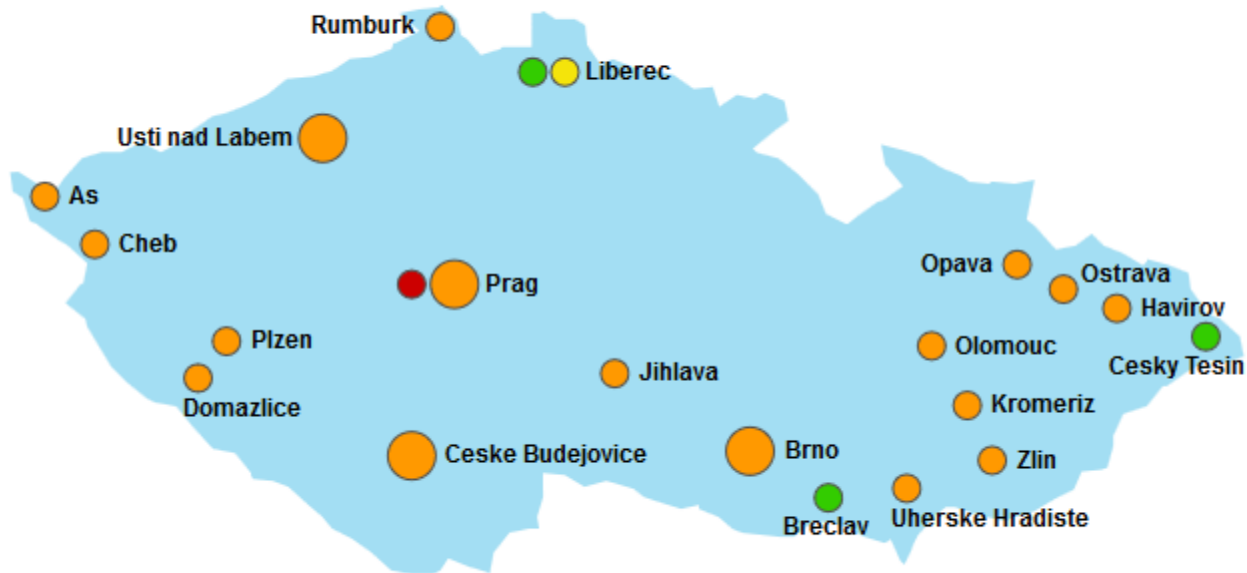 Rumburk
Liberec
Usti nad Labem
As
Cheb
Opava
Ostrava
Prag
Havirov
Plzen
Olomouc
Cesky Tesin
Jihlava
Domazlice
Kromeriz
Brno
Ceske Budejovice
Zlin
Uherske Hradiste
Breclav